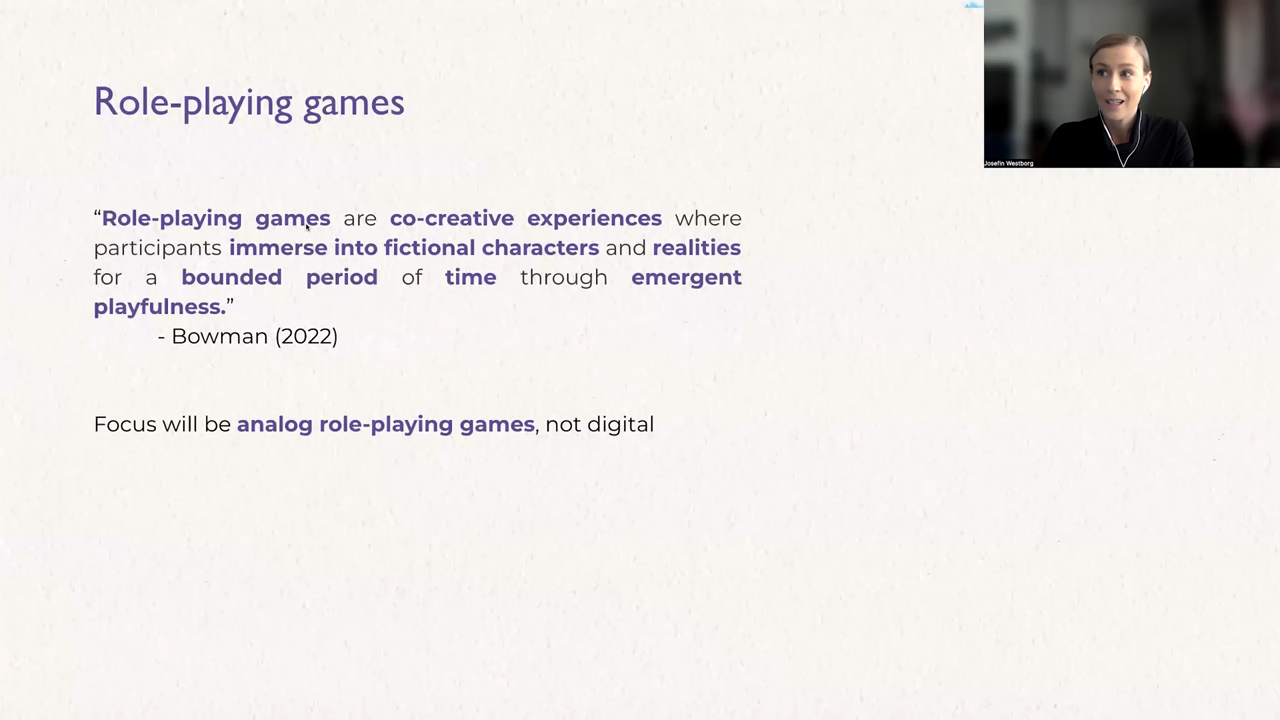 Role-playing games
Josefin Westborg
“Role-playing games are co-creative experiences where
participants immerse into fictional characters and realities
for a bounded period of time through emergent
playfulness.”
- Bowman (2022)
Focus will be analog role-playing games, not digital